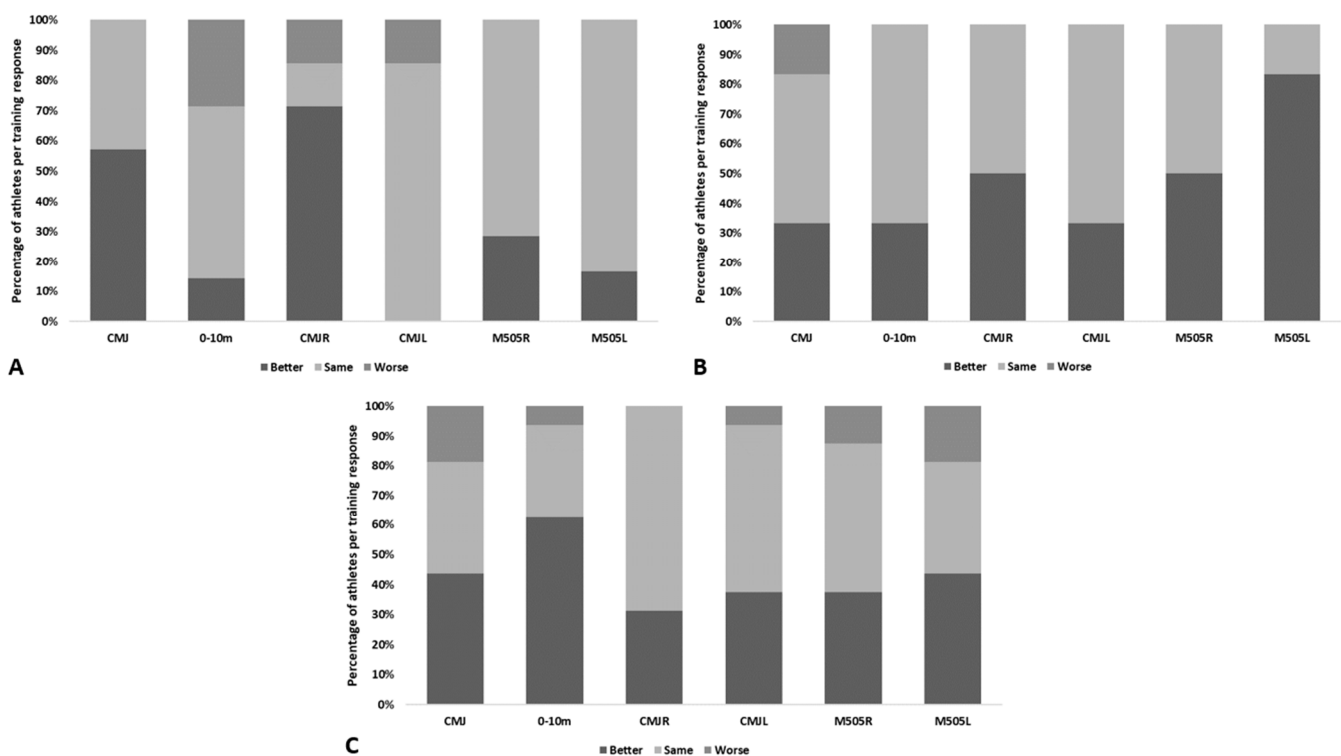 Percentage of athletes per training response
100%
90%
80%
70%
60%
50%
40%
30%
20%
10%
0%
CMJ 0-10m CMJR CMJL M505R M505L
Better Same Worse
A
Percentage of athletes per training response
100%
90%
80%
70%
60%
50%
40%
30%
20%
10%
0%
CMJ 0-10m CMJR CMJL M505R M505L
Better Same Worse
B
Percentage of athletes per training response
100%
90%
80%
70%
60%
50%
40%
30%
20%
10%
0%
CMJ 0-10m CMJR CMJL M505R M505L
Better Same Worse
C